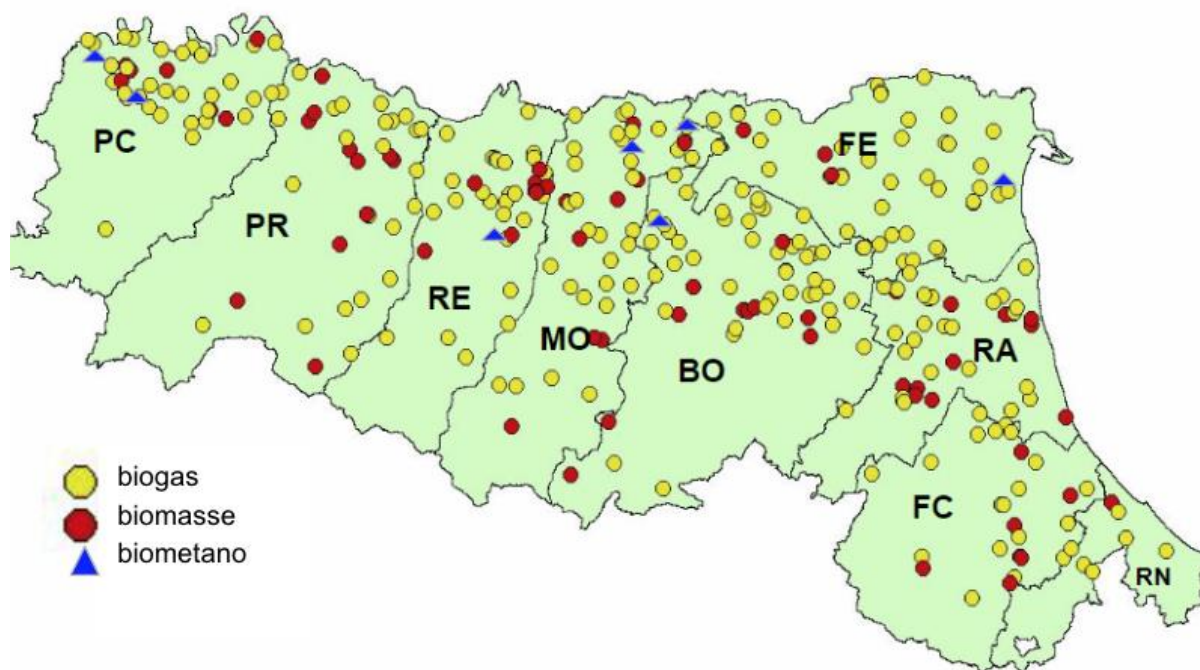 PC
PR
RE
MO
BO
FE
RA
FC
RN
biogas
biomasse
biometano